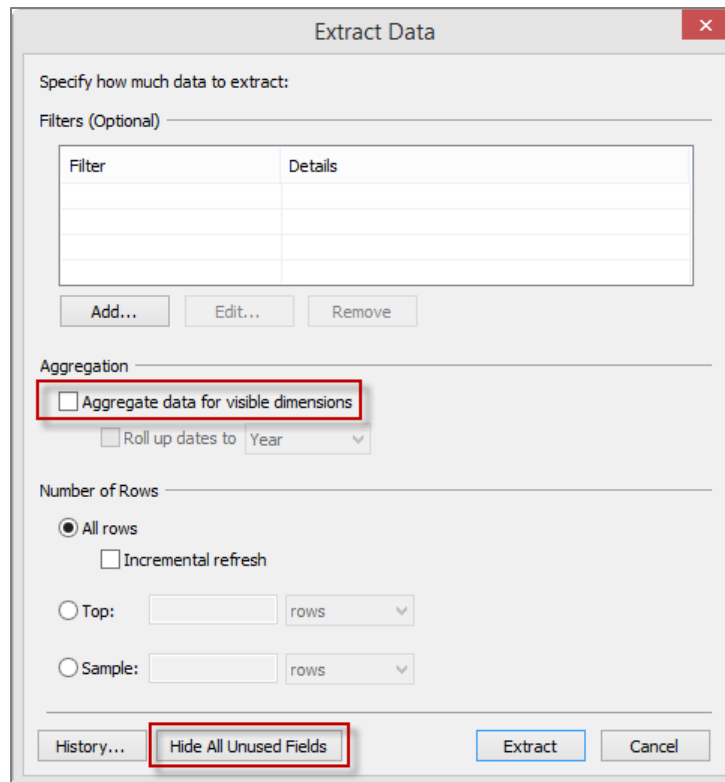 Extract Data
Specify how much data to extract:
Filters (Optional)
Filter Details
Add... Edit... Remove
Aggregation
Aggregate data for visible dimensions
Roll up dates to Year
Number of Rows
All rows
Incremental refresh
Top: rows
Sample: rows
History... Hide All Unused Fields Extract Cancel